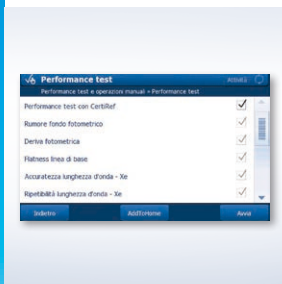 Performance test
Performance test e operazioni manuali » Performance test
Performance test con CertiRef
Rumore fondo fotometrico
Deriva fotometrica
Flatness linea di base
Accuratezza lunghezza d'onda - Xe
Ripetibilità lunghezza d'onda - Xe
Indietro
Avvia